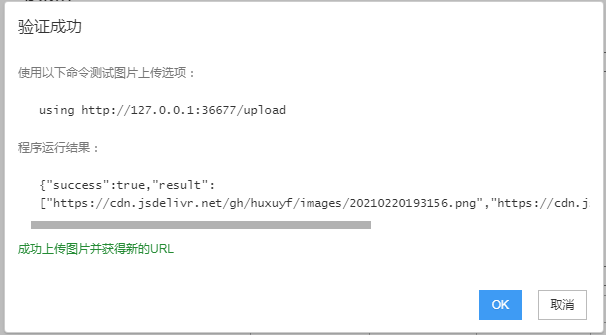 验证成功
使用以下命令测试图片上传选项：
using http://127.0.0.1:36677/upload
程序运行结果：
{"success":true,"result":
["https://cdn.jsdelivr.net/gh/huxuyf/images/20210220193156.png","https://cdn.j
成功上传图片并获得新的URL
OK 取消